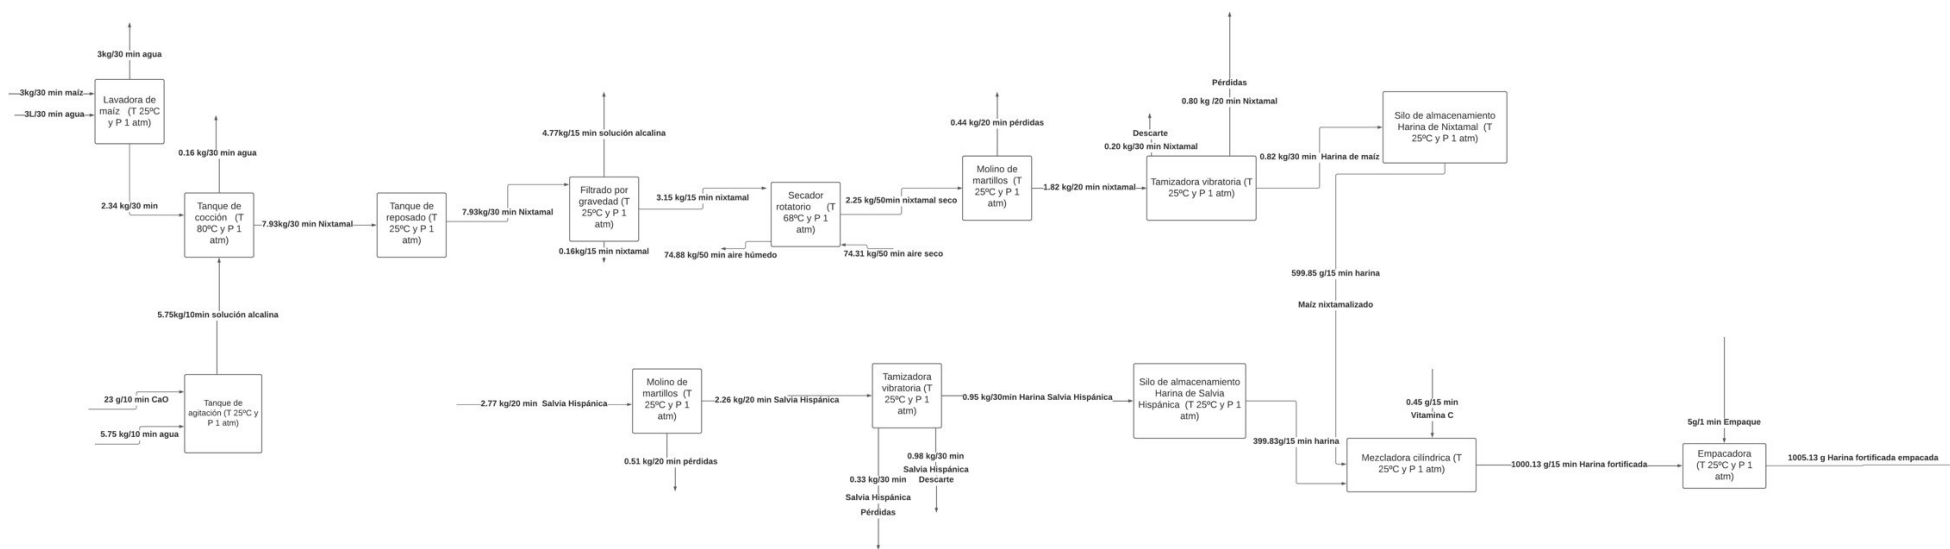 3kg/30 min agua
3kg/30 min maíz
3L/30 min agua
Lavadora de
maíz (T 25ºC
y P 1 atm)
2.34 kg/30 min
0.16 kg/30 min agua
Tanque de
cocción (T
80ºC y P 1
atm)
7.93kg/30 min Nixtamal
5.75kg/10min solución alcalina
23 g/10 min CaO
5.75 kg/10 min agua
Tanque de
agitación (T 25ºC y
P 1 atm)
Tanque de
reposado (T
25ºC y P 1
atm)
7.93kg/30 min Nixtamal
4.77kg/15 min solución alcalina
Filtrado por
gravedad (T
25ºC y P 1
atm)
0.16kg/15 min nixtamal
3.15 kg/15 min nixtamal
Secador
rotatorio (T
68ºC y P 1
atm)
74.88 kg/50 min aire húmedo
74.31 kg/50 min aire seco
2.25 kg/50min nixtamal seco
0.44 kg/20 min pérdidas
Molino de
martillos (T
25ºC y P 1
atm)
1.82 kg/20 min nixtamal
Pérdidas
0.80 kg /20 min Nixtamal
Descarte
0.20 kg/30 min Nixtamal
Tamizadora vibratoria (T
25ºC y P 1 atm)
0.82 kg/30 min Harina de maíz
Silo de almacenamiento
Harina de Nixtamal (T
25ºC y P 1 atm)
599.85 g/15 min harina
Maíz nixtamalizado
2.77 kg/20 min Salvia Hispánica
Molino de
martillos (T
25ºC y P 1
atm)
0.51 kg/20 min pérdidas
2.26 kg/20 min Salvia Hispánica
Tamizadora
vibratoria (T
25ºC y P 1
atm)
0.33 kg/30 min
Salvia Hispánica
Pérdidas
0.98 kg/30 min
Salvia Hispánica
Descarte
0.95 kg/30min Harina Salvia Hispánica
Silo de almacenamiento
Harina de Salvia
Hispánica (T 25ºC y P 1
atm)
399.83g/15 min harina
0.45 g/15 min
Vitamina C
Mezcladora cilíndrica (T
25ºC y P 1 atm)
1000.13 g/15 min Harina fortificada
5g/1 min Empaque
Empacadora
(T 25ºC y P 1
atm)
1005.13 g Harina fortificada empacada